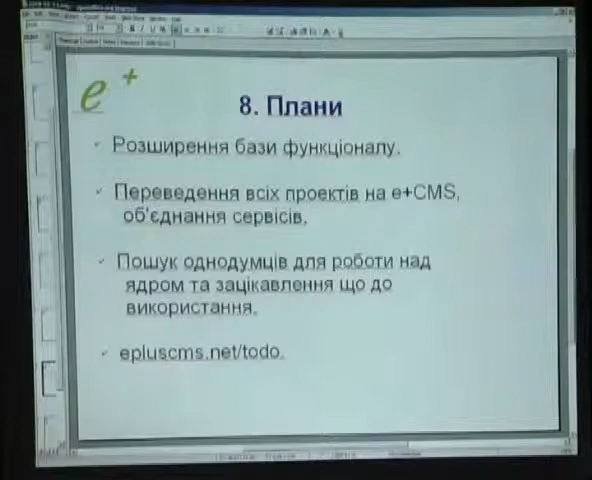 e+
8. Плани
Розширення бази функціоналу.
Переведення всіх проектів на e+CMS,
об'єднання сервісів.
Пошук однодумців для роботи над
ядром та зацікавлення що до
використання.
epluscms.net/todo.